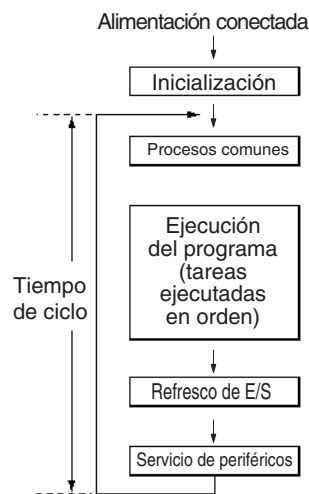 Alimentación conectada
Inicialización
Procesos comunes
Ejecución
del programa
(tareas
ejecutadas
en orden)
Tiempo
de ciclo
Refresco de E/S
Servicio de periféricos